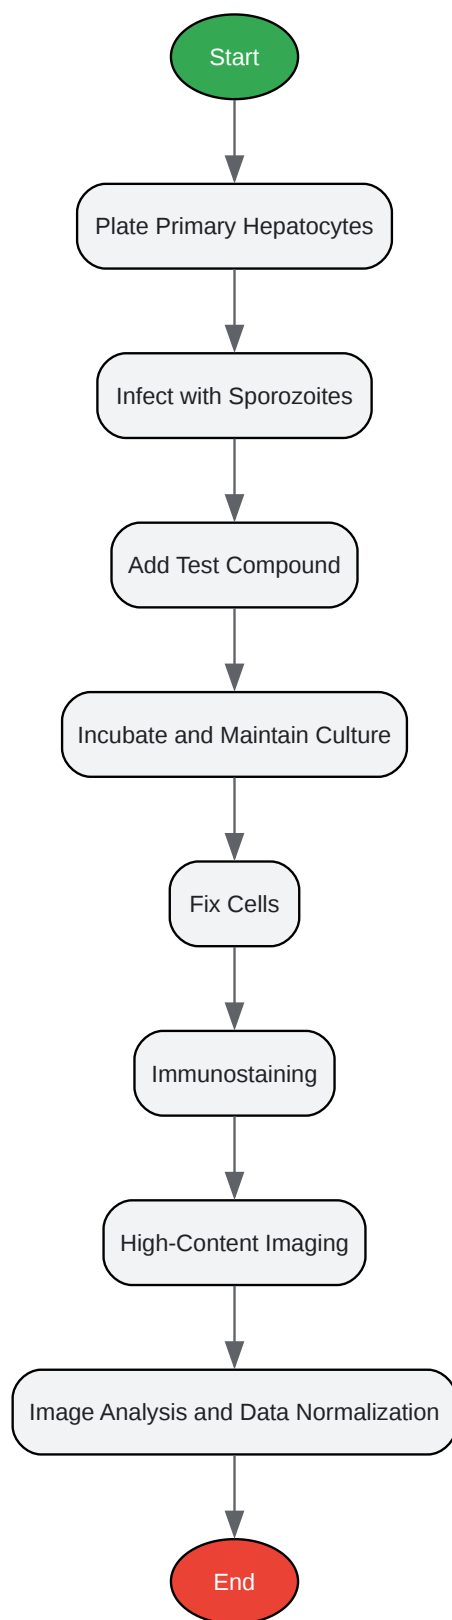 Start
Plate Primary Hepatocytes
Infect with Sporozoites
Add Test Compound
Incubate and Maintain Culture
Fix Cells
Immunostaining
High-Content Imaging
Image Analysis and Data Normalization
End